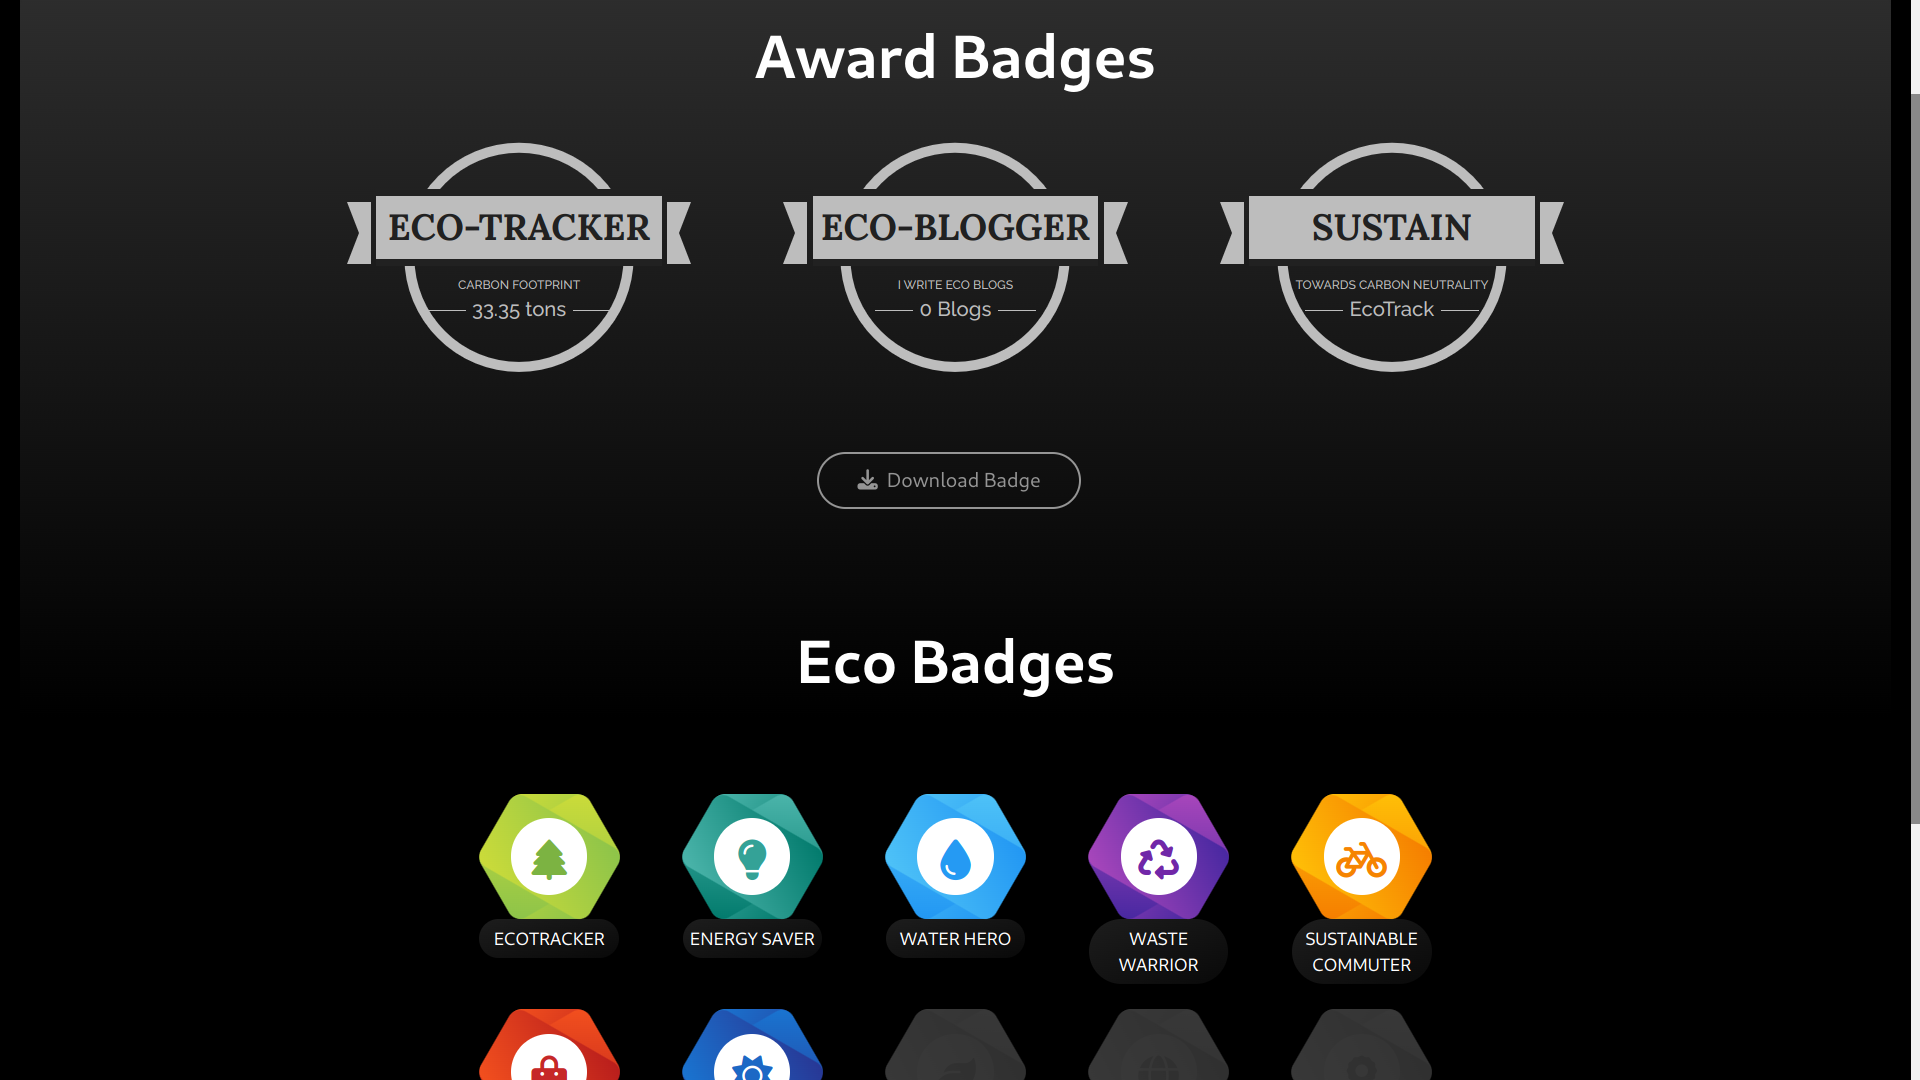 Award Badges
ECO-TRACKER
CARBON FOOTPRINT
33.35 tons
ECO-BLOGGER
I WRITE ECO BLOGS
0 Blogs
SUSTAIN
TOWARDS CARBON NEUTRALITY
EcoTrack
Download Badge
Eco Badges
ECOTRACKER
ENERGY SAVER
WATER HERO
WASTE
WARRIOR
SUSTAINABLE
COMMUTER